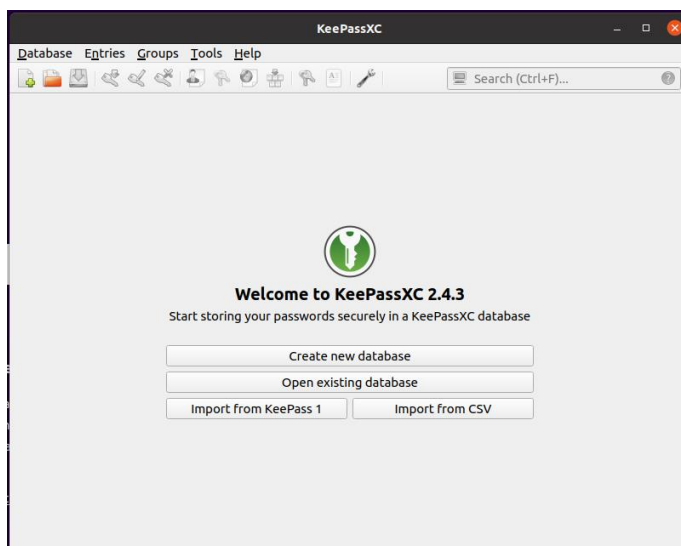 KeePassXC
Database Entries Groups Tools Help
Search (Ctrl+F)...
Welcome to KeePassXC 2.4.3
Start storing your passwords securely in a KeePassXC database
Create new database
Open existing database
Import from KeePass 1 Import from CSV